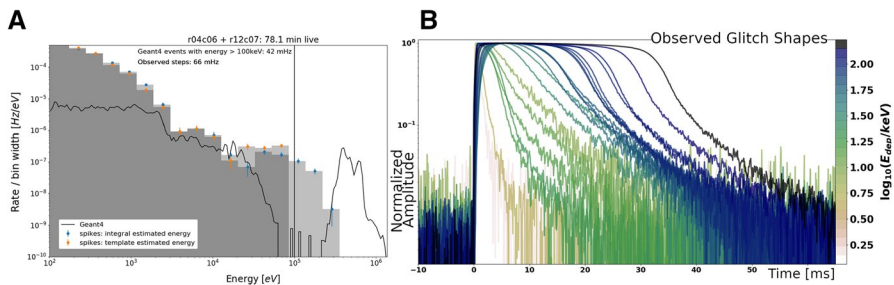 A
r04c06 + r12c07: 78.1 min live
Geant4 events with energy > 100keV: 42 mHz
Observed steps: 66 mHz
Rate / bin width [Hz/eV]
10⁻⁴
10⁻⁵
10⁻⁶
10⁻⁷
10⁻⁸
10⁻⁹
10⁻¹⁰
Geant4
spikes: integral estimated energy
spikes: template estimated energy
10² 10³ 10⁴ 10⁵ 10⁶
Energy [eV]
B
Observed Glitch Shapes
Normalized
Amplitude
10⁰
10⁻¹
−10 0 10 20 30 40 50
Time [ms]
2.00
1.75
1.50
1.25
1.00
0.75
0.50
0.25
log₁₀(E_dep/keV)